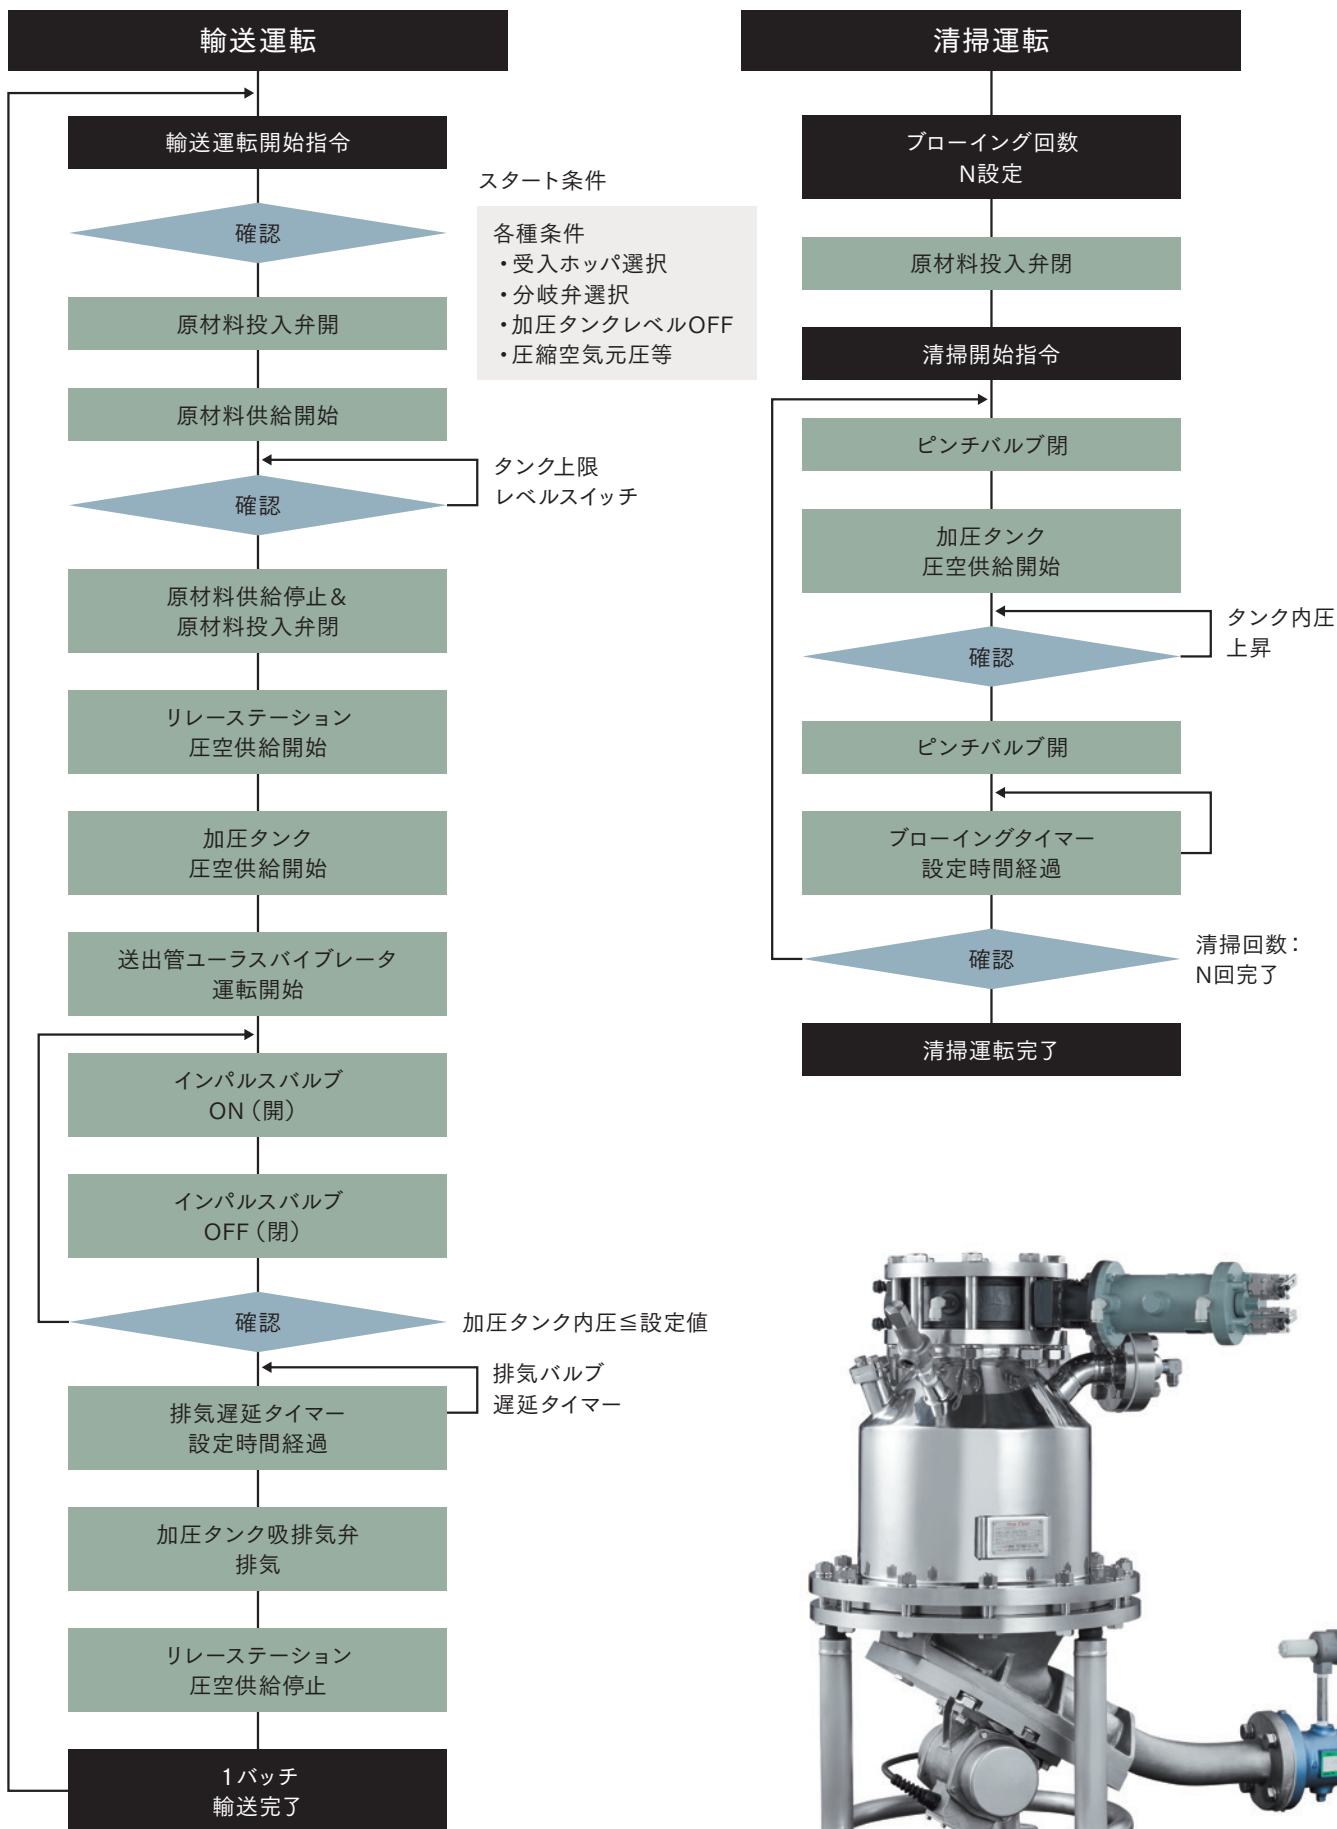 輸送運転
輸送運転開始指令
確認
スタート条件
各種条件
・受入ホッパ選択
・分岐弁選択
・加圧タンクレベルOFF
・圧縮空気元圧等
原材料投入弁開
原材料供給開始
タンク上限
レベルスイッチ
確認
原材料供給停止&
原材料投入弁閉
リレーステーション
圧空供給開始
加圧タンク
圧空供給開始
送出管ユーラスバイブレータ
運転開始
インパルスバルブ
ON（開）
インパルスバルブ
OFF（閉）
確認
加圧タンク内圧≦設定値
排気バルブ
遅延タイマー
排気遅延タイマー
設定時間経過
加圧タンク吸排気弁
排気
リレーステーション
圧空供給停止
1バッチ
輸送完了
清掃運転
ブローイング回数
N設定
原材料投入弁閉
清掃開始指令
ピンチバルブ閉
加圧タンク
圧空供給開始
タンク内圧
上昇
確認
ピンチバルブ開
ブローイングタイマー
設定時間経過
確認
清掃回数：
N回完了
清掃運転完了